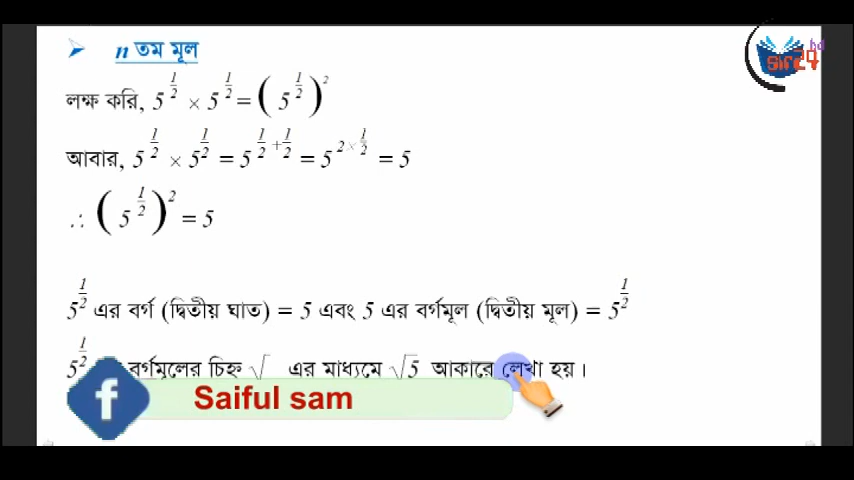 n তম মূল
bd
sir24
লক্ষ করি, 5^{1/2} × 5^{1/2} = (5^{1/2})^2
আবার, 5^{1/2} × 5^{1/2} = 5^{1/2 + 1/2} = 5^{2 × 1/2} = 5
∴ (5^{1/2})^2 = 5
5^{1/2} এর বর্গ (দ্বিতীয় ঘাত) = 5 এবং 5 এর বর্গমূল (দ্বিতীয় মূল) = 5^{1/2}
5^{1/2} বর্গমুলের চিহ্ন √ এর মাধ্যমে √5 আকারে লেখা হয়।
f Saiful sam